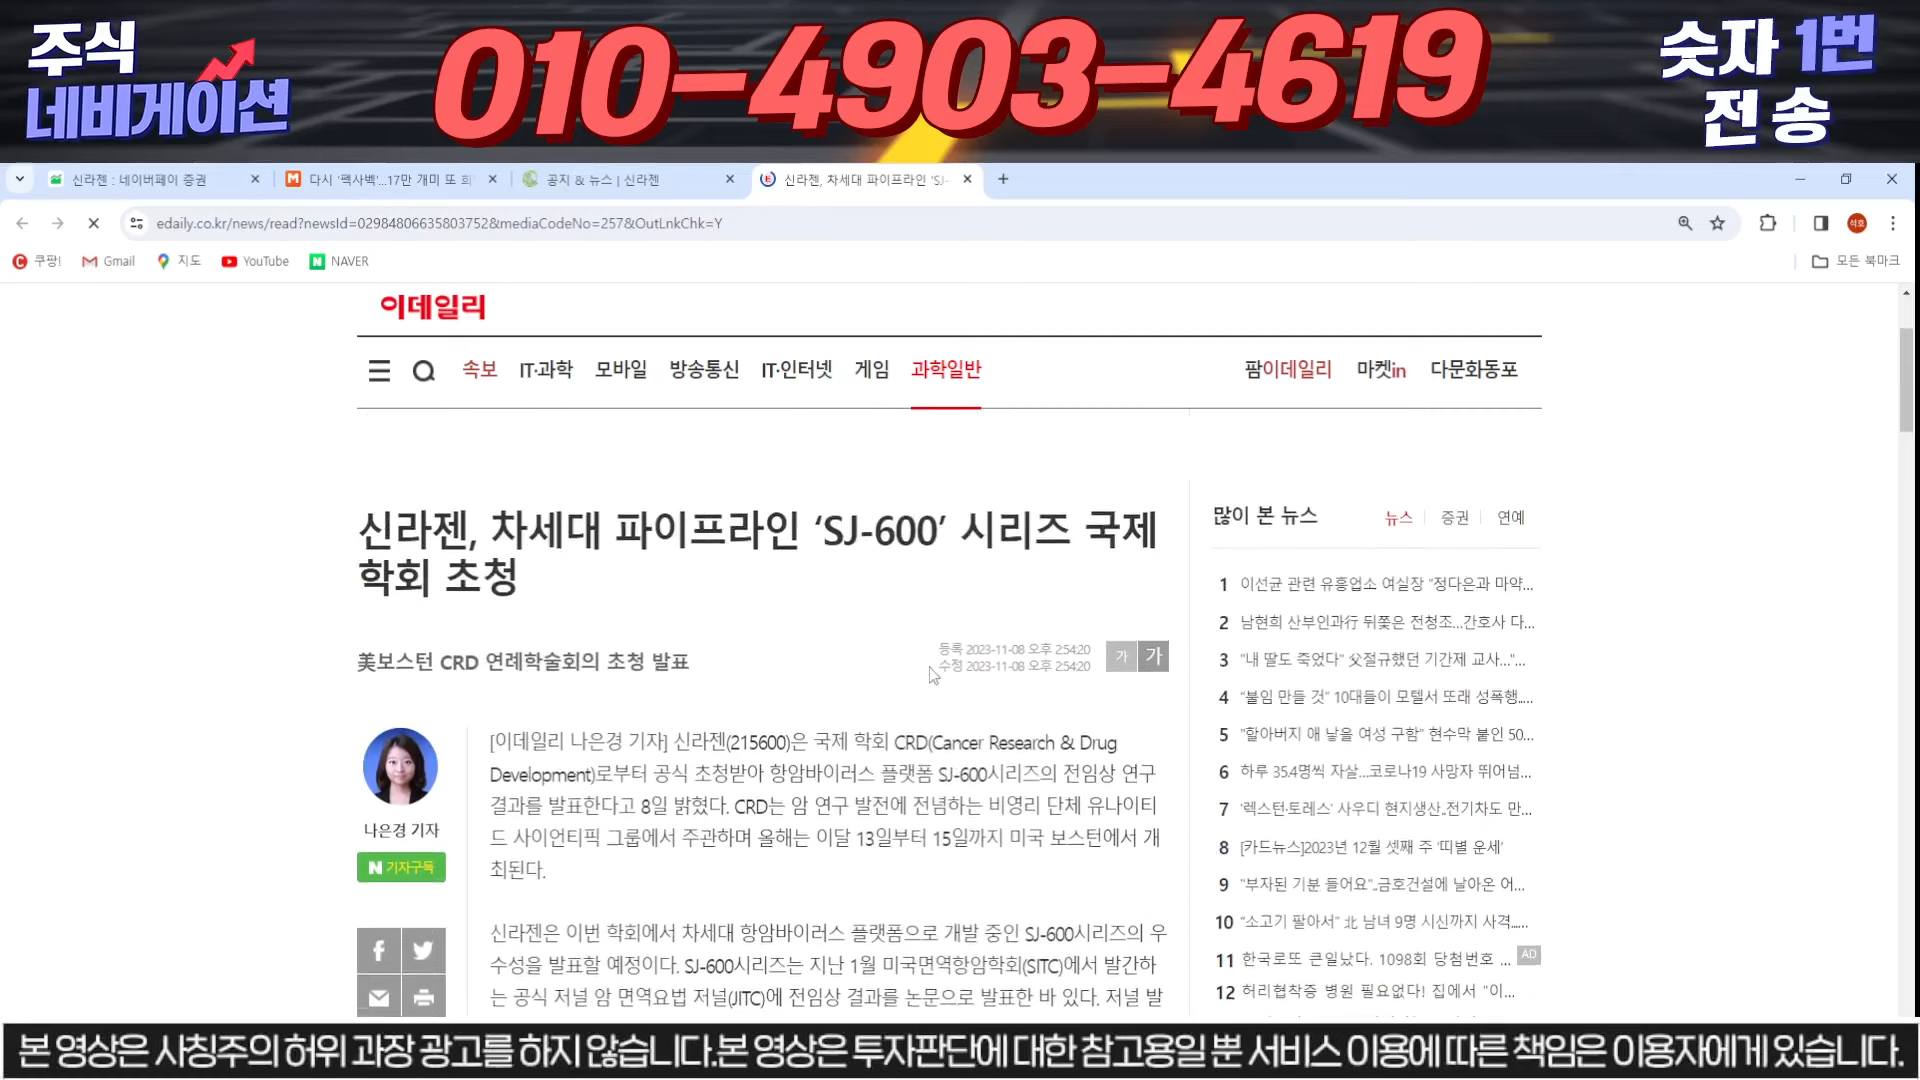 주식
네비게이션
010-4903-4619
숫자 1번
전송
신라젠 : 네이버페이 증권
다시 '펙사벡'...17만 개미 또 희
공지 & 뉴스 | 신라젠
신라젠, 차세대 파이프라인 'SJ-
edaily.co.kr/news/read?newsId=02984806635803752&mediaCodeNo=257&OutLnkChk=Y
석호
쿠팡!
Gmail
지도
YouTube
NAVER
모든 북마크
이데일리
속보 IT·과학 모바일 방송통신 IT·인터넷 게임 과학일반
팜이데일리 마켓in 다문화동포
신라젠, 차세대 파이프라인 ‘SJ-600’ 시리즈 국제
학회 초청
美보스턴 CRD 연례학술회의 초청 발표
등록 2023-11-08 오후 2:54:20
수정 2023-11-08 오후 2:54:20
가 가
나은경 기자
N 기자구독
[이데일리 나은경 기자] 신라젠(215600)은 국제 학회 CRD(Cancer Research & Drug
Development)로부터 공식 초청받아 항암바이러스 플랫폼 SJ-600시리즈의 전임상 연구
결과를 발표한다고 8일 밝혔다. CRD는 암 연구 발전에 전념하는 비영리 단체 유나이티
드 사이언티픽 그룹에서 주관하며 올해는 이달 13일부터 15일까지 미국 보스턴에서 개
최된다.
신라젠은 이번 학회에서 차세대 항암바이러스 플랫폼으로 개발 중인 SJ-600시리즈의 우
수성을 발표할 예정이다. SJ-600시리즈는 지난 1월 미국면역항암학회(SITC)에서 발간하
는 공식 저널 암 면역요법 저널(JITC)에 전임상 결과를 논문으로 발표한 바 있다. 저널 발
많이 본 뉴스
뉴스 증권 연예
1 이선균 관련 유흥업소 여실장 "정다은과 마약...
2 남현희 산부인과行 뒤쫓은 전청조...간호사 다...
3 "내 딸도 죽었다" 父절규했던 기간제 교사..."...
4 "불임 만들 것" 10대들이 모텔서 또래 성폭행.....
5 "할아버지 애 낳을 여성 구함" 현수막 붙인 50...
6 하루 35.4명씩 자살...코로나19 사망자 뛰어넘...
7 '렉스턴·토레스' 사우디 현지생산..전기차도 만...
8 [카드뉴스]2023년 12월 셋째 주 '띠별 운세'
9 "부자된 기분 들어요"..금호건설에 날아온 어...
10 "소고기 팔아서" 北 남녀 9명 시신까지 사격.....
11 한국로또 큰일났다. 1098회 당첨번호 ...
AD
12 허리협착증 병원 필요없다! 집에서 "이...
본 영상은 사칭주의 허위 과장 광고를 하지 않습니다.본 영상은 투자판단에 대한 참고용일 뿐 서비스 이용에 따른 책임은 이용자에게 있습니다.